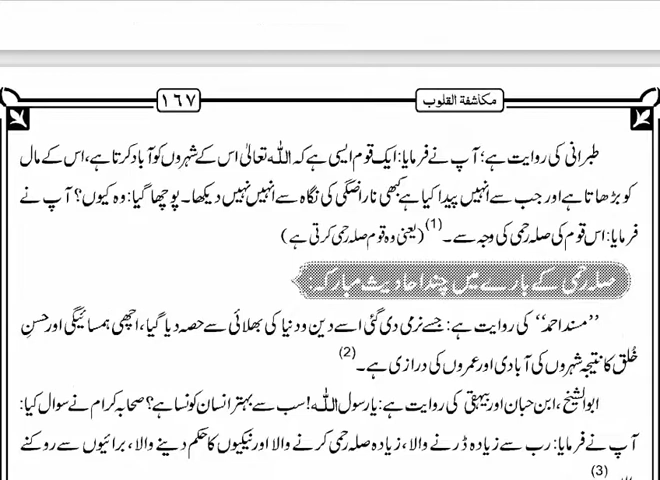 مکاشفۃ القلوب
١٦٧
طبرانی کی روایت ہے؛ آپ نے فرمایا: ایک قوم ایسی ہے کہ اللہ تعالیٰ اس کے شہروں کو آباد کرتا ہے، اس کے مال
کو بڑھاتا ہے اور جب سے انہیں پیدا کیا ہے کبھی ناراضگی کی نگاہ سے انہیں نہیں دیکھا۔ پوچھا گیا: وہ کیوں؟ آپ نے
فرمایا: اس قوم کی صلہ رحمی کی وجہ سے۔ (1) (یعنی وہ قوم صلہ رحمی کرتی ہے)
صلہ رحمی کے بارے میں چند احادیث مبارکہ:
’’مسند احمد‘‘ کی روایت ہے: جسے نرمی دی گئی اسے دین و دنیا کی بھلائی سے حصہ دیا گیا، اچھی ہمسائیگی اور حسنِ
خُلق کا نتیجہ شہروں کی آبادی اور عمروں کی درازی ہے۔ (2)
ابوالشیخ، ابن حبان اور بیہقی کی روایت ہے: یا رسول اللہ! سب سے بہتر انسان کونسا ہے؟ صحابہ کرام نے سوال کیا:
آپ نے فرمایا: رب سے زیادہ ڈرنے والا، زیادہ صلہ رحمی کرنے والا اور نیکیوں کا حکم دینے والا، برائیوں سے روکنے
(3)